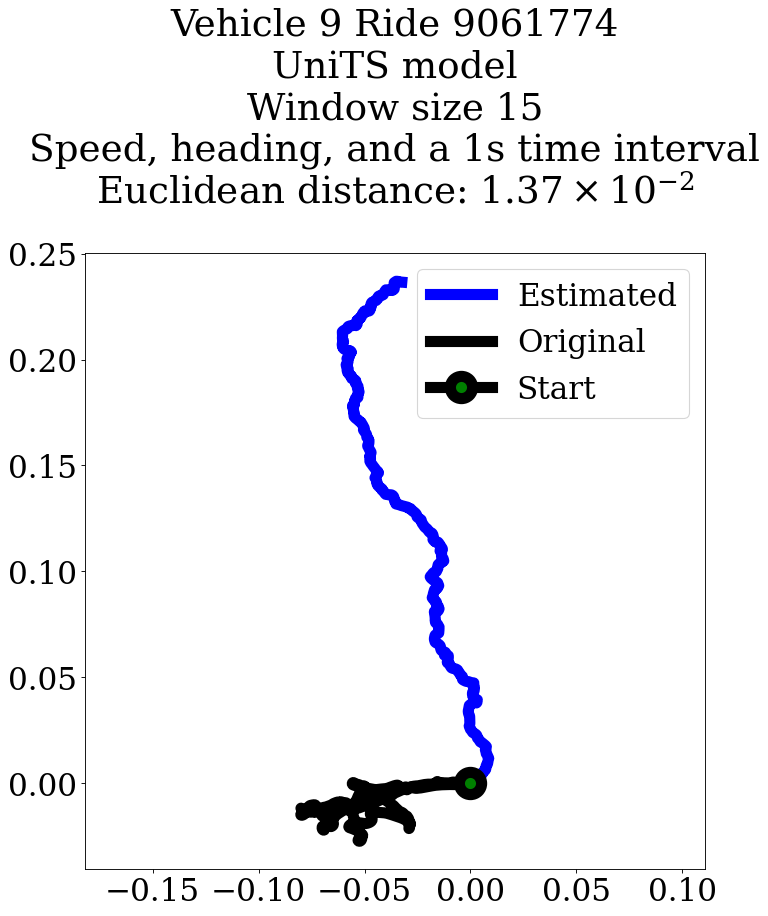 Vehicle 9 Ride 9061774
UniTS model
Window size 15
Speed, heading, and a 1s time interval
Euclidean distance: 1.37 × 10⁻²
0.25
0.20
0.15
0.10
0.05
0.00
Estimated
Original
Start
−0.15 −0.10 −0.05 0.00 0.05 0.10